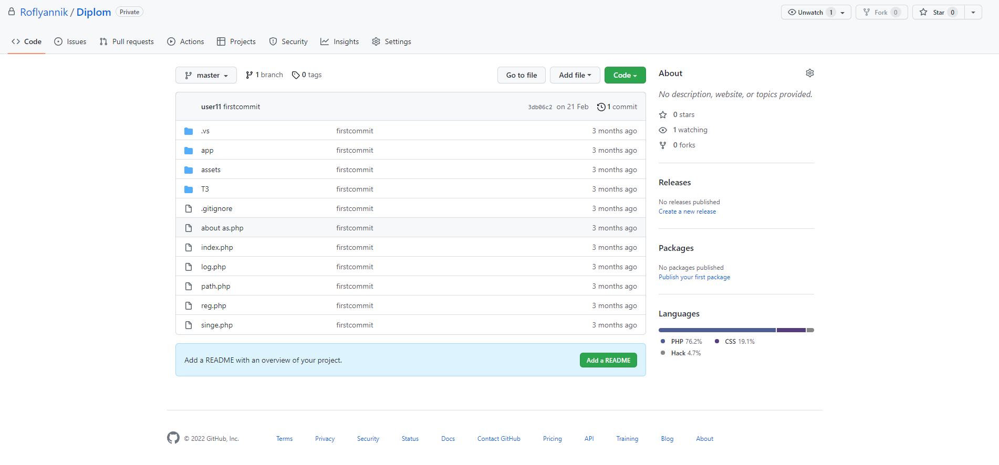 Roflyannik / Diplom Private
Unwatch 1 Fork 0 Star 0
Code Issues Pull requests Actions Projects Security Insights Settings
master 1 branch 0 tags Go to file Add file Code
user11 firstcommit 3db06c2 on 21 Feb 1 commit
.vs firstcommit 3 months ago
app firstcommit 3 months ago
assets firstcommit 3 months ago
T3 firstcommit 3 months ago
.gitignore firstcommit 3 months ago
about as.php firstcommit 3 months ago
index.php firstcommit 3 months ago
log.php firstcommit 3 months ago
path.php firstcommit 3 months ago
reg.php firstcommit 3 months ago
singe.php firstcommit 3 months ago
Add a README with an overview of your project. Add a README
About
No description, website, or topics provided.
0 stars
1 watching
0 forks
Releases
No releases published
Create a new release
Packages
No packages published
Publish your first package
Languages
PHP 76.2% CSS 19.1%
Hack 4.7%
© 2022 GitHub, Inc. Terms Privacy Security Status Docs Contact GitHub Pricing API Training Blog About